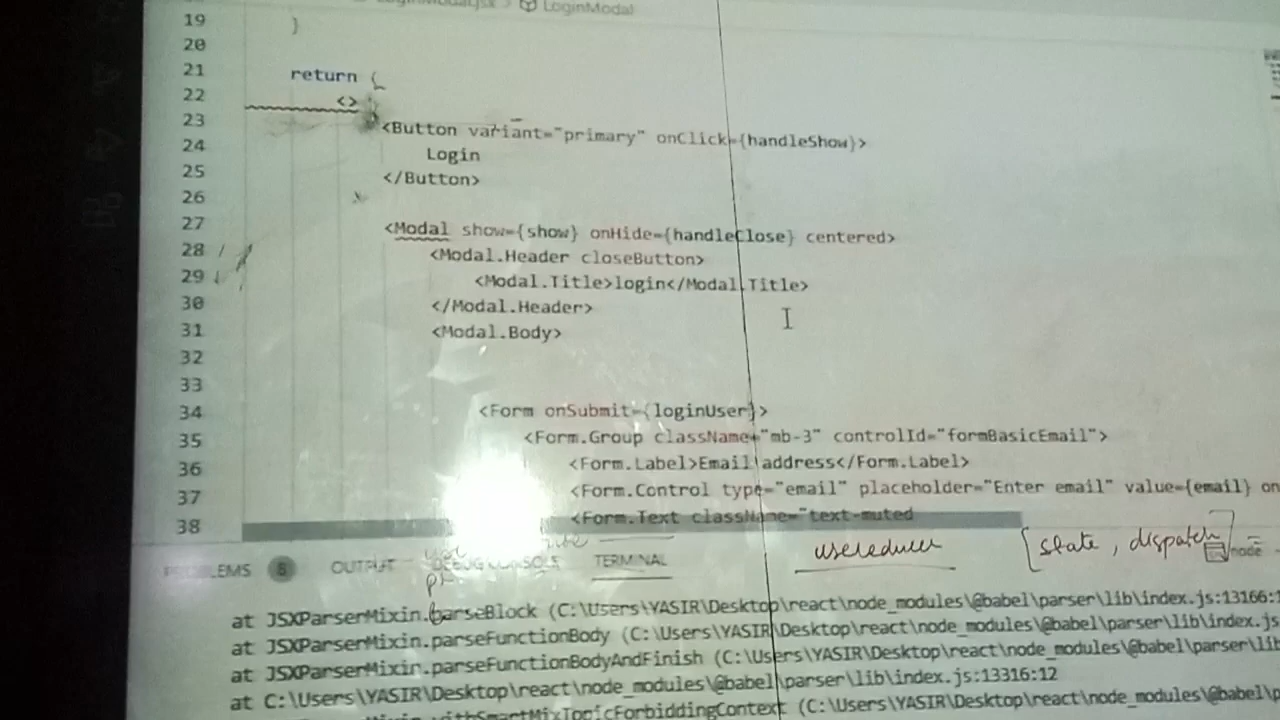 LoginModal
19 }
20
21 return (
22 <>
23 <Button variant="primary" onClick={handleShow}>
24 Login
25 </Button>
26
27 <Modal show={show} onHide={handleClose} centered>
28 <Modal.Header closeButton>
29 <Modal.Title>login</Modal.Title>
30 </Modal.Header>
31 <Modal.Body>
32
33
34 <Form onSubmit={loginUser}>
35 <Form.Group className="mb-3" controlId="formBasicEmail">
36 <Form.Label>Email address</Form.Label>
37 <Form.Control type="email" placeholder="Enter email" value={email} on
38 <Form.Text className="text-muted
usereducer [state, dispatch]
PROBLEMS OUTPUT DEBUG CONSOLE TERMINAL node
at JSXParserMixin.parseBlock (C:\Users\YASIR\Desktop\react\node_modules\@babel\parser\lib\index.js:13166:1
at JSXParserMixin.parseFunctionBody (C:\Users\YASIR\Desktop\react\node_modules\@babel\parser\lib\index.js
at JSXParserMixin.parseFunctionBodyAndFinish (C:\Users\YASIR\Desktop\react\node_modules\@babel\parser\lib
at C:\Users\YASIR\Desktop\react\node_modules\@babel\parser\lib\index.js:13316:12
(C:\Users\YASIR\Desktop\react\node_modules\@babel\p